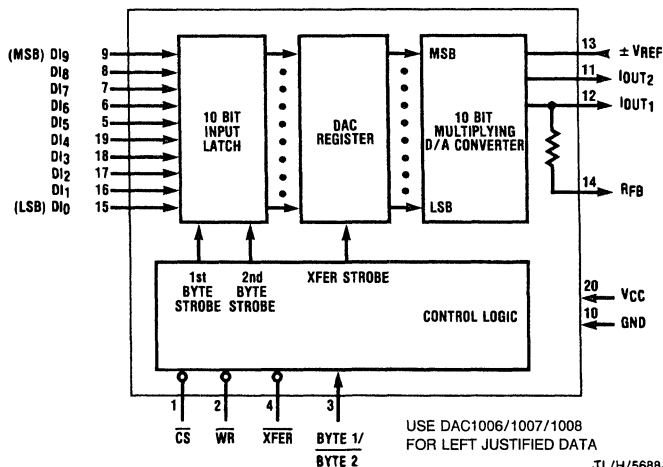 (MSB) DI9 9
DI8 8
DI7 7
DI6 6
DI5 5
DI4 19
DI3 18
DI2 17
DI1 16
(LSB) DI0 15
10 BIT
INPUT
LATCH
DAC
REGISTER
MSB
10 BIT
MULTIPLYING
D/A CONVERTER
LSB
13 ± VREF
11 IOUT2
12 IOUT1
14 RFB
1st
BYTE
STROBE
2nd
BYTE
STROBE
XFER STROBE
CONTROL LOGIC
20 VCC
10 GND
1 2 4 3
CS WR XFER BYTE 1/
BYTE 2
USE DAC1006/1007/1008
FOR LEFT JUSTIFIED DATA